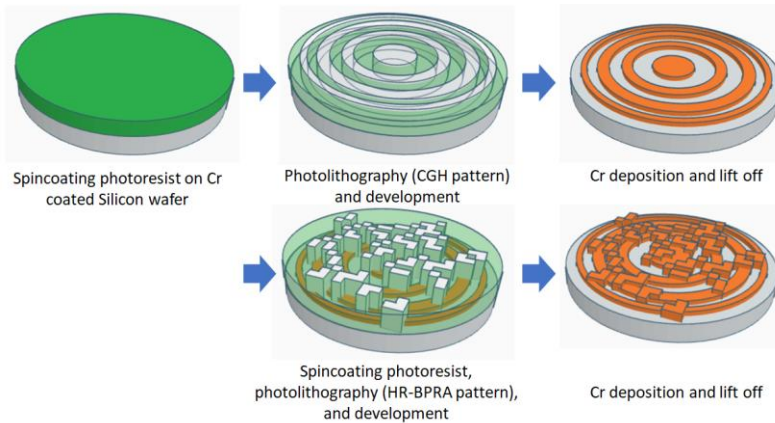 Spincoating photoresist on Cr
coated Silicon wafer
Photolithography (CGH pattern)
and development
Cr deposition and lift off
Spincoating photoresist,
photolithography (HR-BPRA pattern),
and development
Cr deposition and lift off